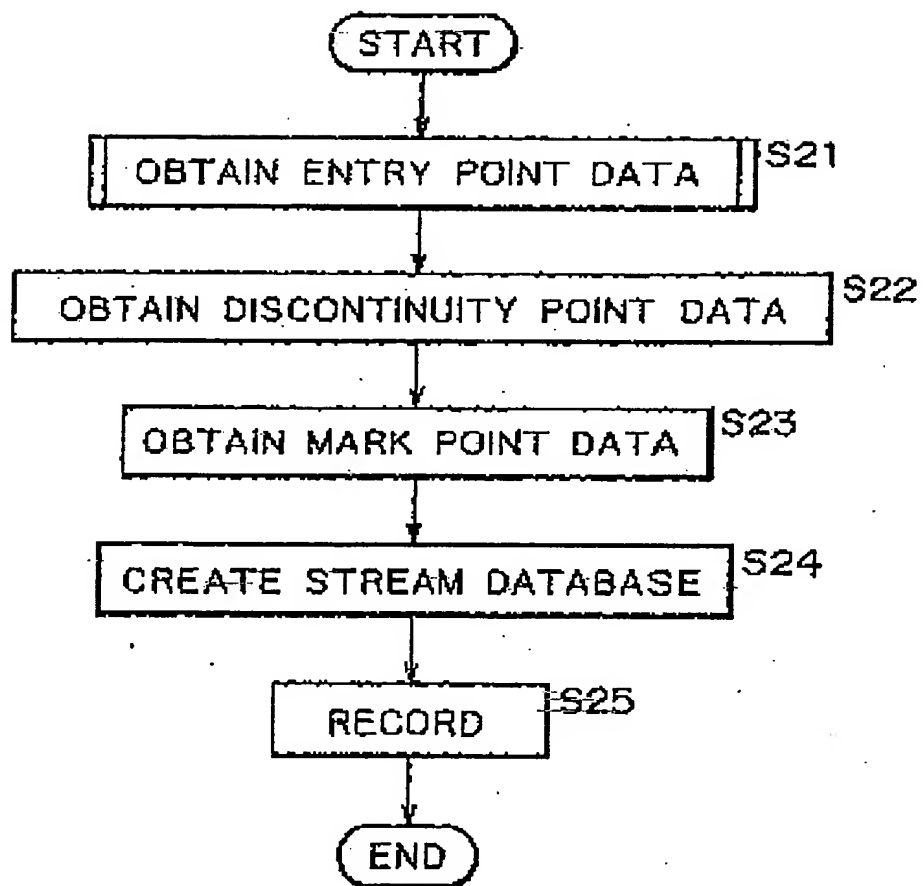 START
OBTAIN ENTRY POINT DATA S21
OBTAIN DISCONTINUITY POINT DATA S22
OBTAIN MARK POINT DATA S23
CREATE STREAM DATABASE S24
RECORD S25
END